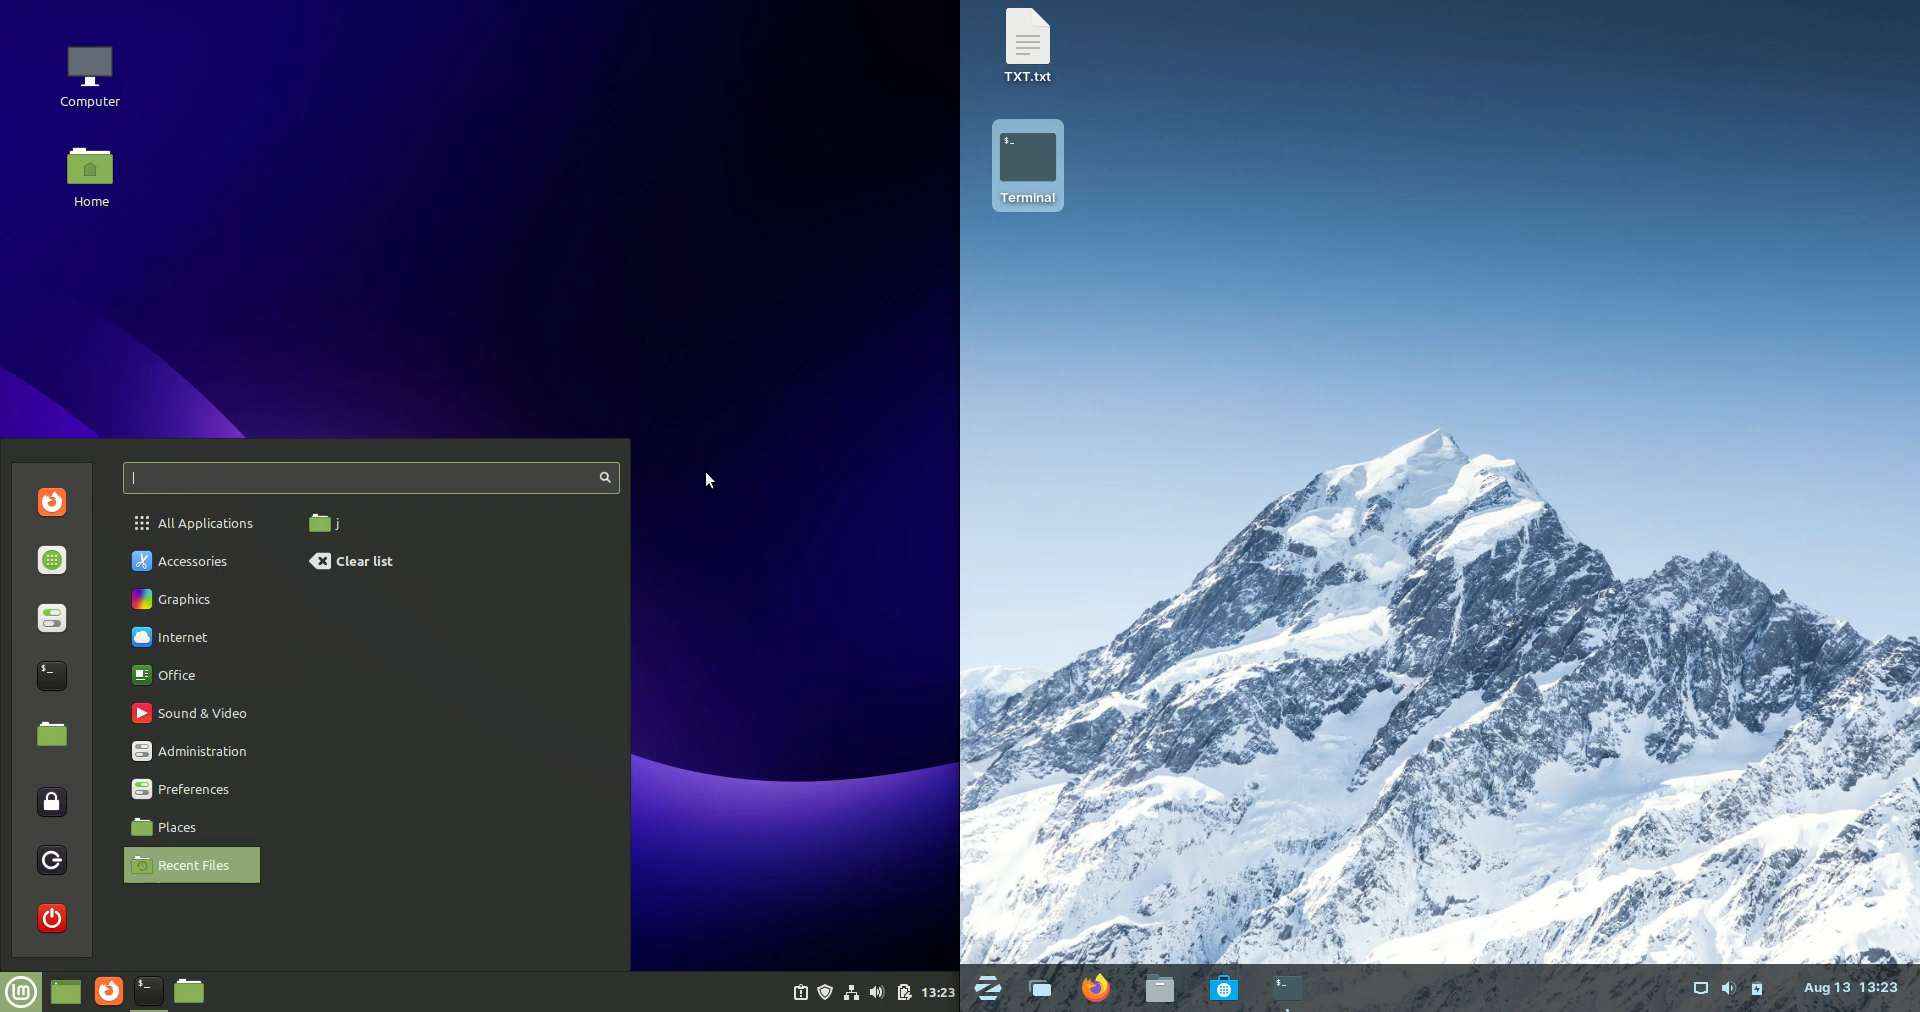 Computer
Home
All Applications
Accessories
Graphics
Internet
Office
Sound & Video
Administration
Preferences
Places
Recent Files
j
Clear list
$_
$_
13:23
TXT.txt
$_
Terminal
$_
Aug 13 13:23